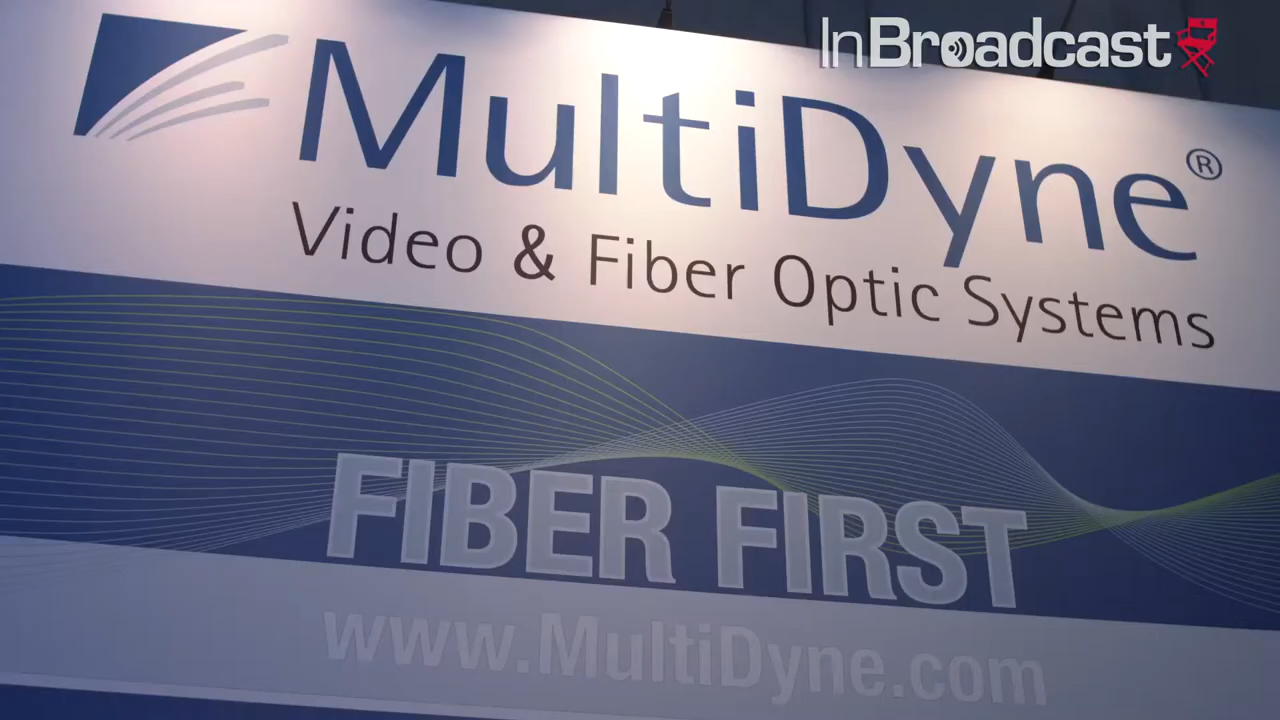 InBroadcast
MultiDyne®
Video & Fiber Optic Systems
FIBER FIRST
www.MultiDyne.com